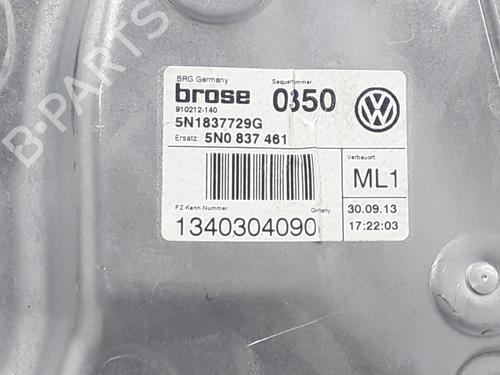 B-PARTS
BRG Germany
Sequenznummer
brose 0350
910212-140
5N1837729G
Ersatz: 5N0 837 461
Verbauort
ML1
FZ-Kenn-Nummer
Grmany
1340304090
30.09.13
17:22:03